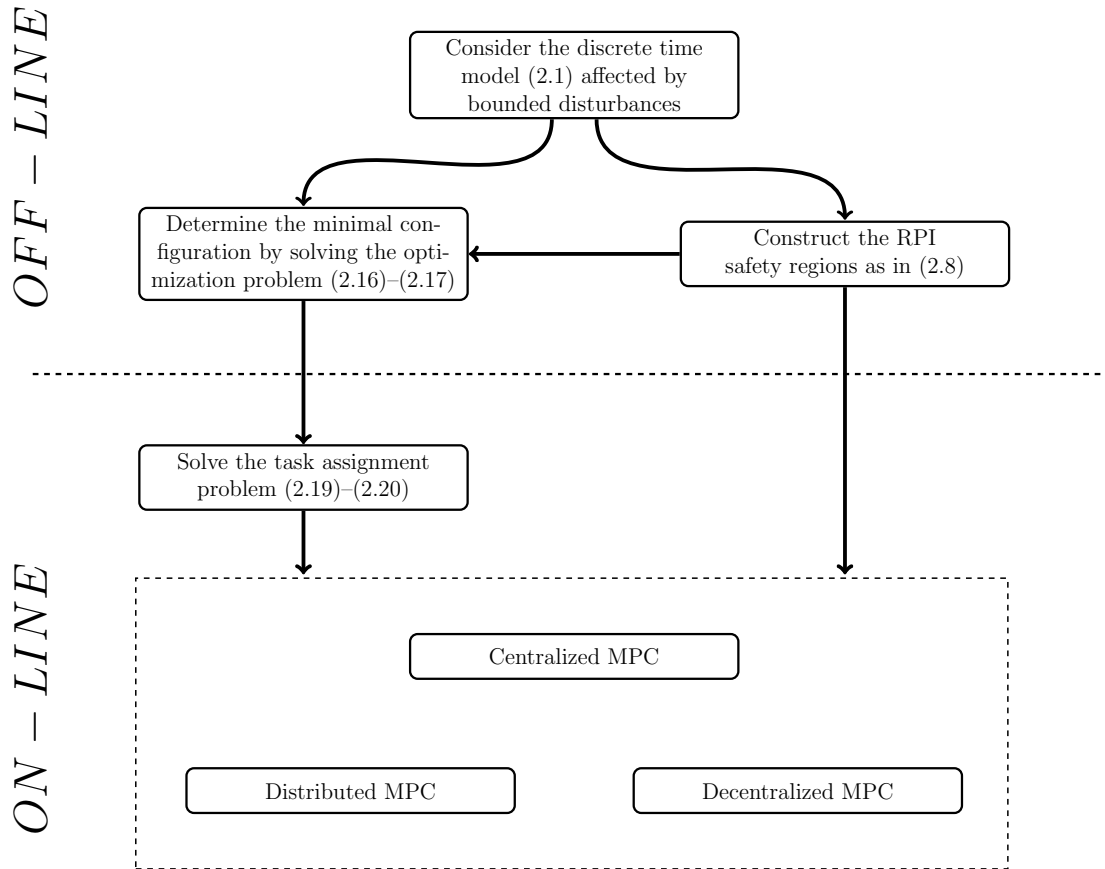 OFF – LINE
Consider the discrete time
model (2.1) affected by
bounded disturbances
Determine the minimal con-
figuration by solving the opti-
mization problem (2.16)–(2.17)
Construct the RPI
safety regions as in (2.8)
Solve the task assignment
problem (2.19)–(2.20)
ON – LINE
Centralized MPC
Distributed MPC
Decentralized MPC